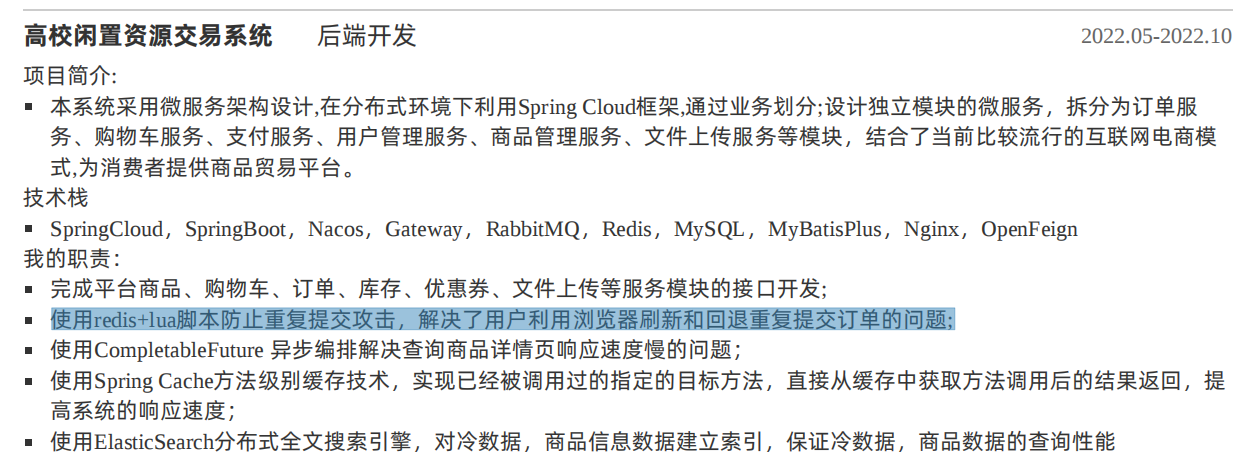 高校闲置资源交易系统 后端开发 2022.05-2022.10
项目简介:
▪ 本系统采用微服务架构设计,在分布式环境下利用Spring Cloud框架,通过业务划分;设计独立模块的微服务，拆分为订单服
务、购物车服务、支付服务、用户管理服务、商品管理服务、文件上传服务等模块，结合了当前比较流行的互联网电商模
式,为消费者提供商品贸易平台。
技术栈
▪ SpringCloud，SpringBoot，Nacos，Gateway，RabbitMQ，Redis，MySQL，MyBatisPlus，Nginx，OpenFeign
我的职责：
▪ 完成平台商品、购物车、订单、库存、优惠券、文件上传等服务模块的接口开发;
▪ 使用redis+lua脚本防止重复提交攻击，解决了用户利用浏览器刷新和回退重复提交订单的问题;
▪ 使用CompletableFuture 异步编排解决查询商品详情页响应速度慢的问题；
▪ 使用Spring Cache方法级别缓存技术，实现已经被调用过的指定的目标方法，直接从缓存中获取方法调用后的结果返回，提
高系统的响应速度；
▪ 使用ElasticSearch分布式全文搜索引擎，对冷数据，商品信息数据建立索引，保证冷数据，商品数据的查询性能